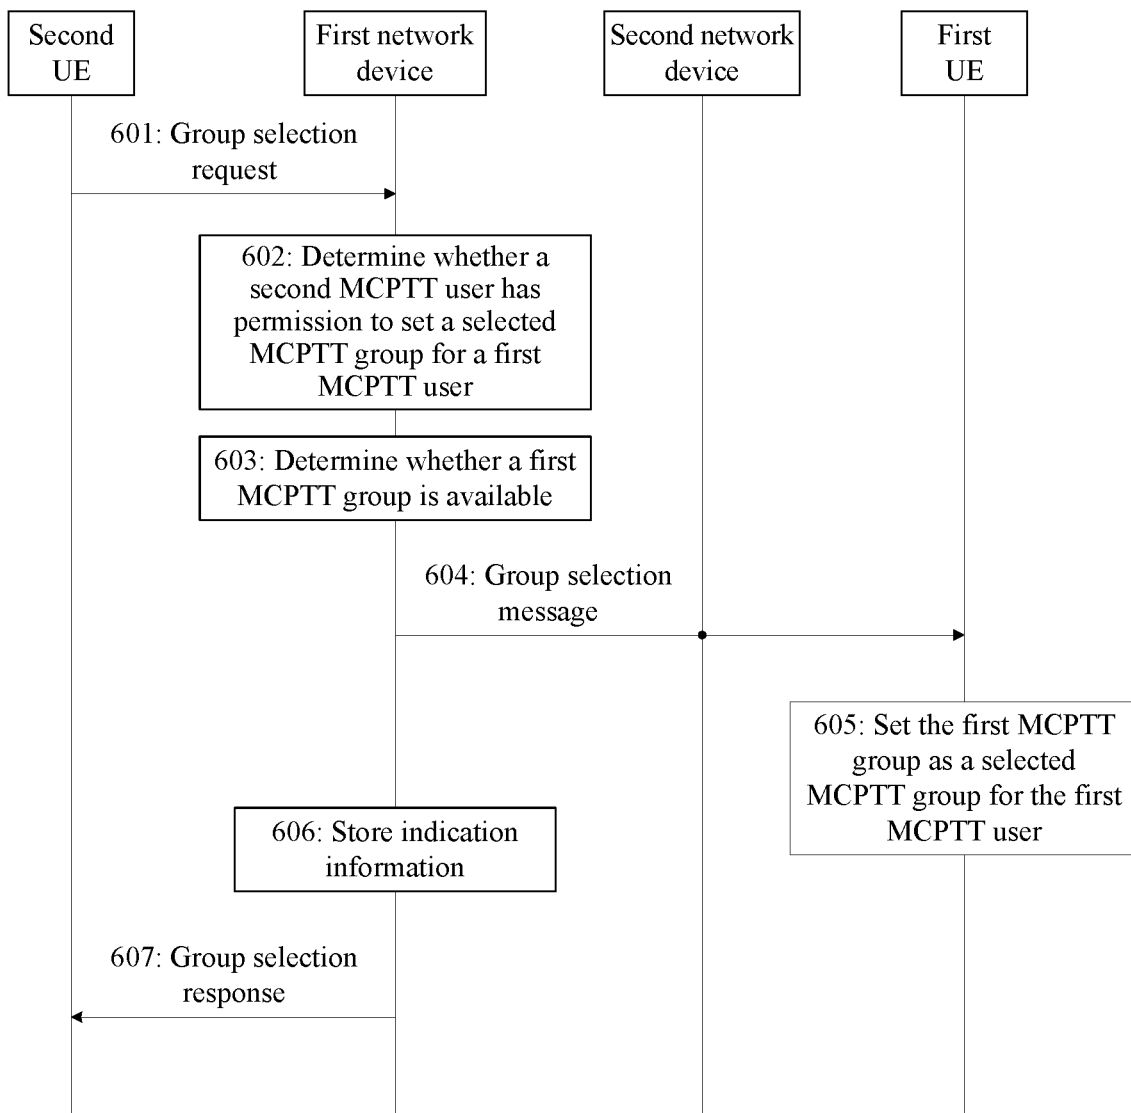 Second
UE
First network
device
Second network
device
First
UE
601: Group selection
request
602: Determine whether a
second MCPTT user has
permission to set a selected
MCPTT group for a first
MCPTT user
603: Determine whether a first
MCPTT group is available
604: Group selection
message
605: Set the first MCPTT
group as a selected
MCPTT group for the first
MCPTT user
606: Store indication
information
607: Group selection
response